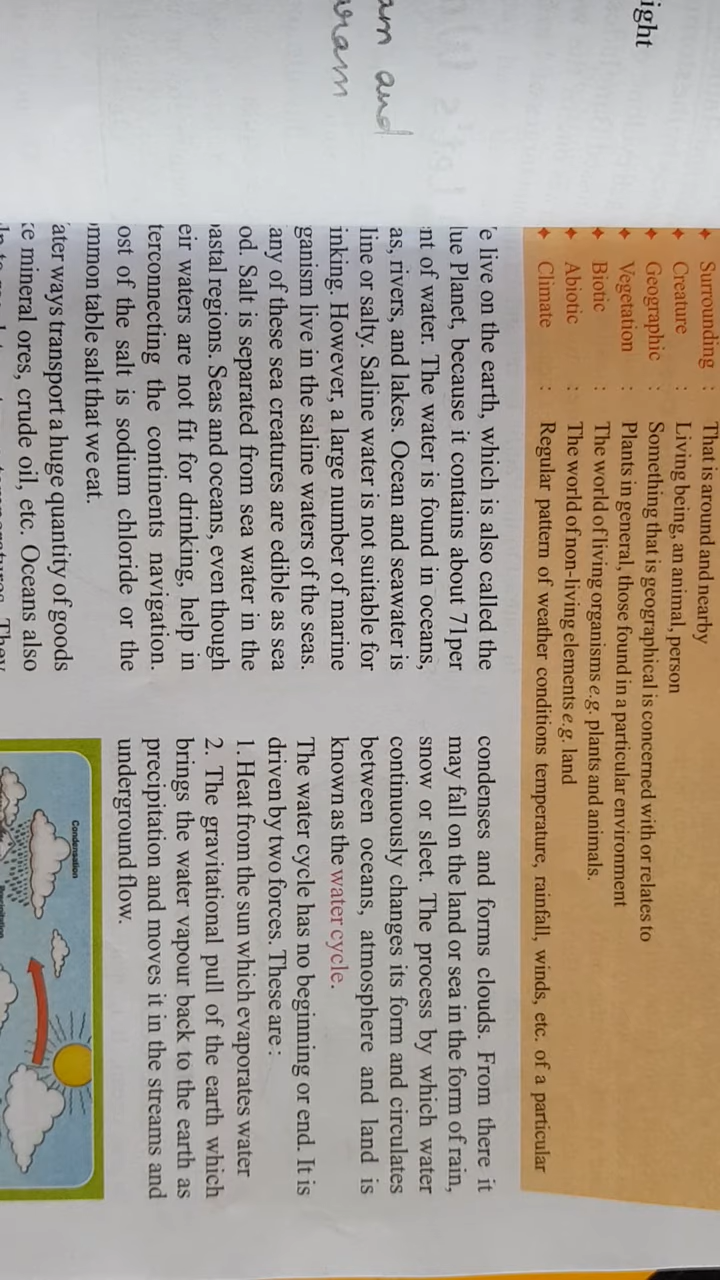 ight
am and
✦ Surrounding : That is around and nearby
✦ Creature : Living being, an animal, person
✦ Geographic : Something that is geographical is concerned with or relates to
✦ Vegetation : Plants in general, those found in a particular environment
✦ Biotic : The world of living organisms e.g. plants and animals.
✦ Abiotic : The world of non-living elements e.g. land
✦ Climate : Regular pattern of weather conditions temperature, rainfall, winds, etc. of a particular
e live on the earth, which is also called the
lue Planet, because it contains about 71per
nt of water. The water is found in oceans,
as, rivers, and lakes. Ocean and seawater is
line or salty. Saline water is not suitable for
inking. However, a large number of marine
ganism live in the saline waters of the seas.
any of these sea creatures are edible as sea
od. Salt is separated from sea water in the
oastal regions. Seas and oceans, even though
eir waters are not fit for drinking, help in
terconnecting the continents navigation.
ost of the salt is sodium chloride or the
mmon table salt that we eat.
ater ways transport a huge quantity of goods
ke mineral ores, crude oil, etc. Oceans also
They
condenses and forms clouds. From there it
may fall on the land or sea in the form of rain,
snow or sleet. The process by which water
continuously changes its form and circulates
between oceans, atmosphere and land is
known as the water cycle.
The water cycle has no beginning or end. It is
driven by two forces. These are :
1. Heat from the sun which evaporates water
2. The gravitational pull of the earth which
brings the water vapour back to the earth as
precipitation and moves it in the streams and
underground flow.
Condensation
Precipitation